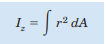 I_z = ∫ r² dA